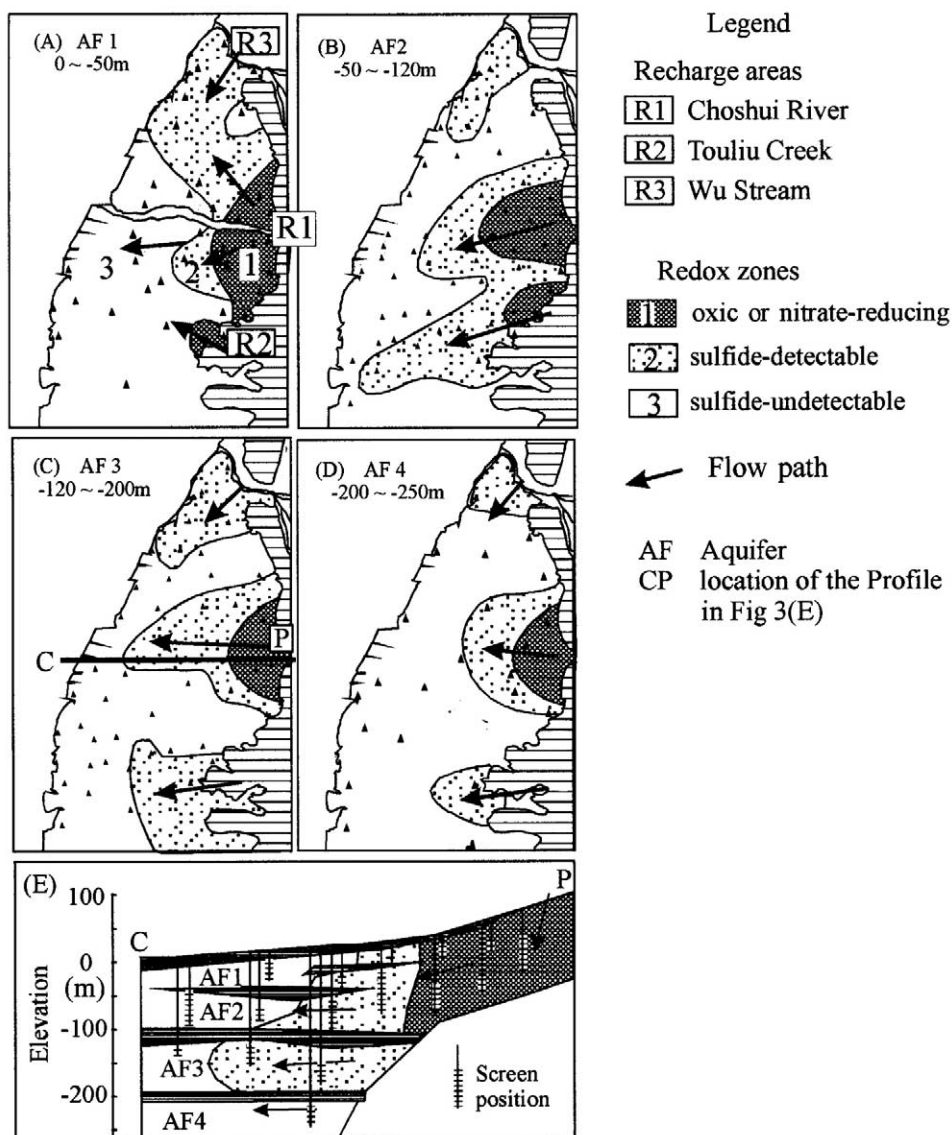 (A) AF 1
0 ~ -50m
R3
R1
1
2
3
R2
(B) AF2
-50 ~ -120m
Legend
Recharge areas
R1 Choshui River
R2 Touliu Creek
R3 Wu Stream
Redox zones
1 oxic or nitrate-reducing
2 sulfide-detectable
3 sulfide-undetectable
Flow path
AF Aquifer
CP location of the Profile
in Fig 3(E)
(C) AF 3
-120 ~ -200m
P
C
(D) AF 4
-200 ~ -250m
(E)
100
0
(m)
-100
-200
Elevation
C
P
AF1
AF2
AF3
AF4
Screen
position